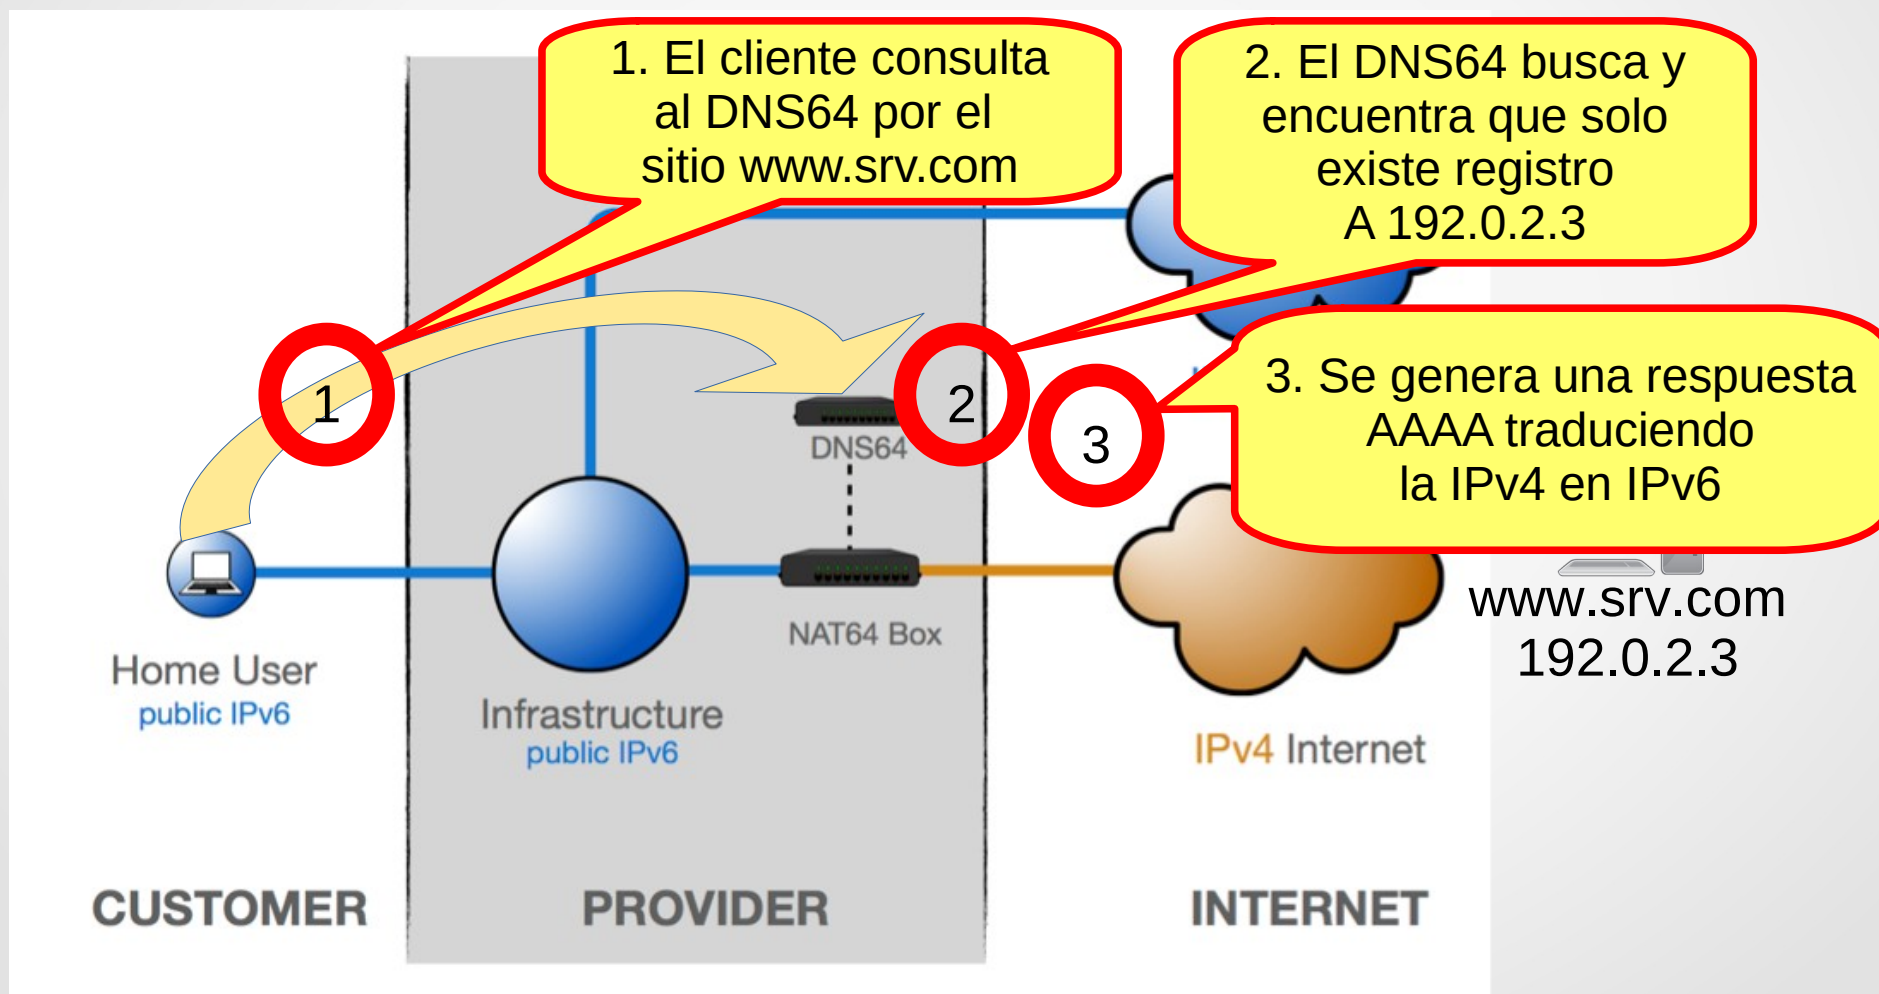 1. El cliente consulta
al DNS64 por el
sitio www.srv.com
2. El DNS64 busca y
encuentra que solo
existe registro
A 192.0.2.3
3. Se genera una respuesta
AAAA traduciendo
la IPv4 en IPv6
1
2
3
DNS64
NAT64 Box
Home User
public IPv6
Infrastructure
public IPv6
www.srv.com
192.0.2.3
IPv4 Internet
CUSTOMER
PROVIDER
INTERNET